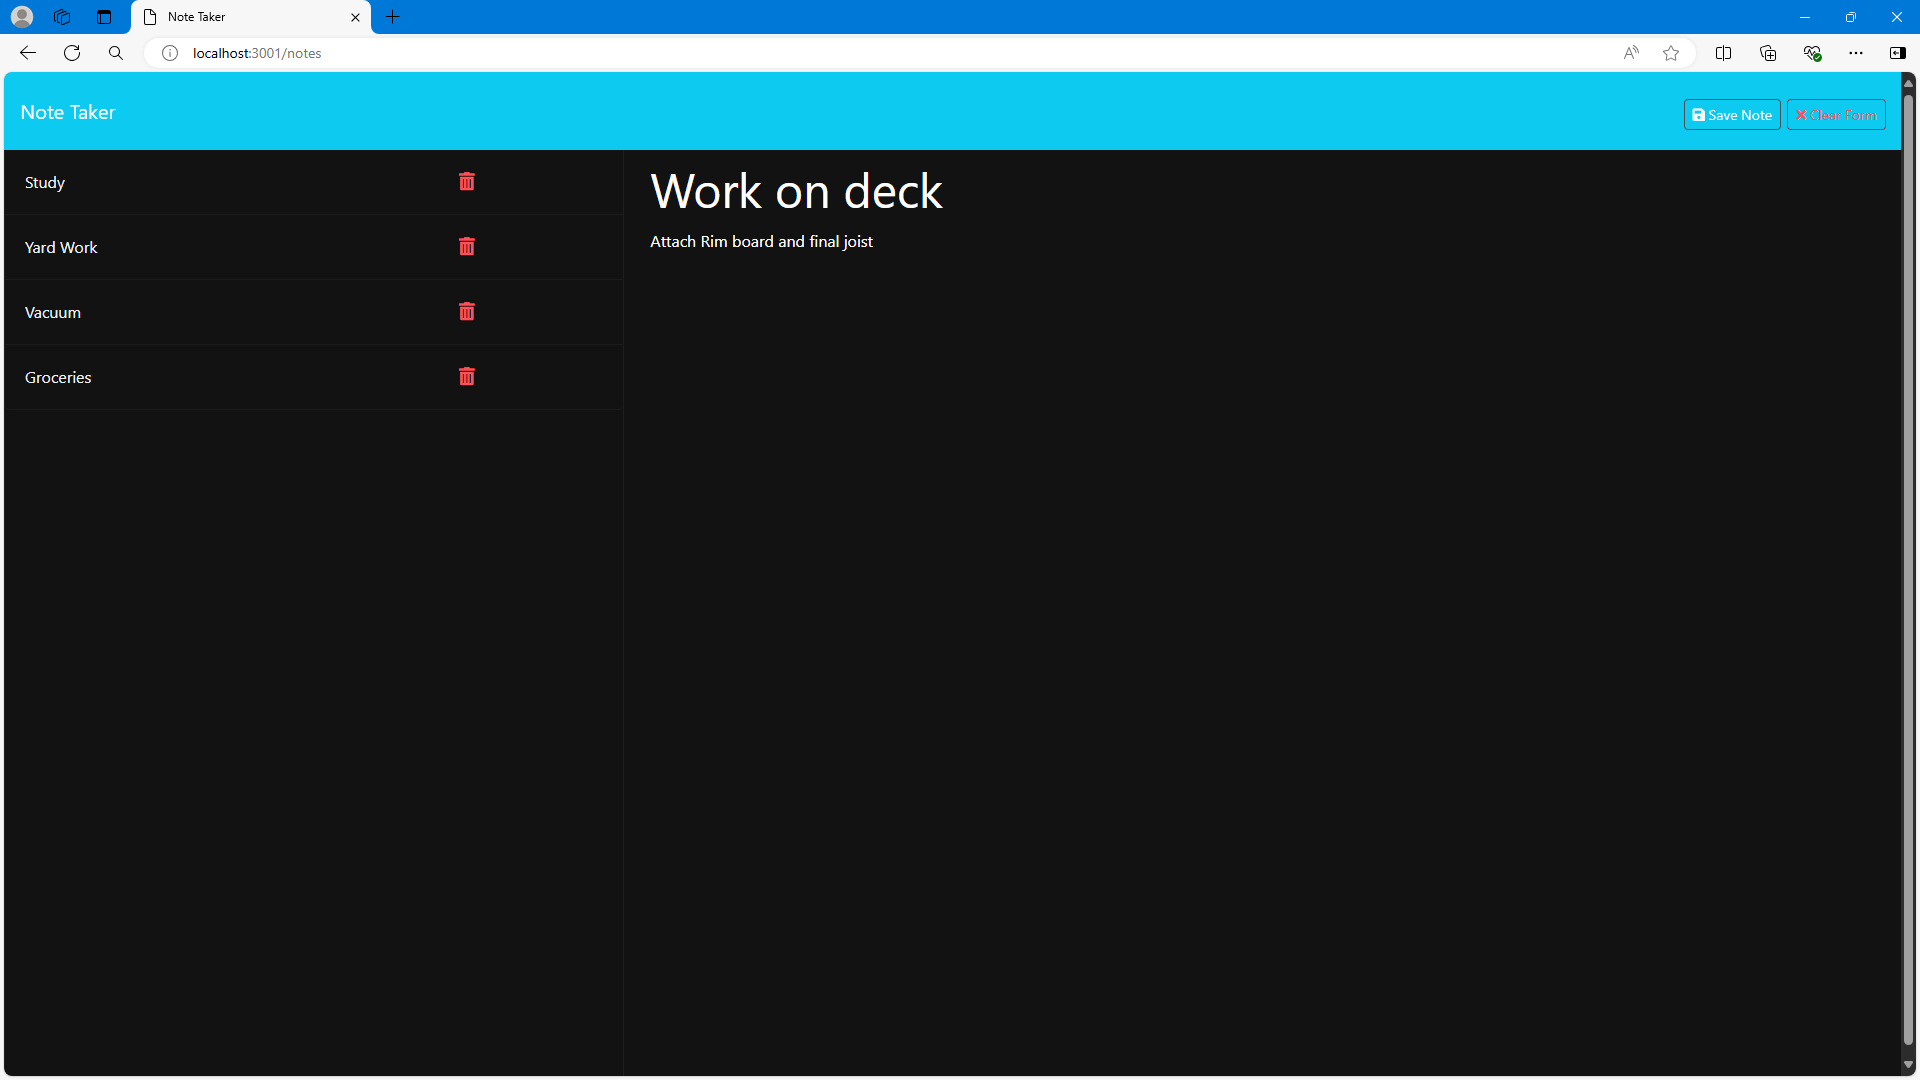 Note Taker
localhost:3001/notes
Note Taker
Save Note
Clear Form
Study
Yard Work
Vacuum
Groceries
Work on deck
Attach Rim board and final joist